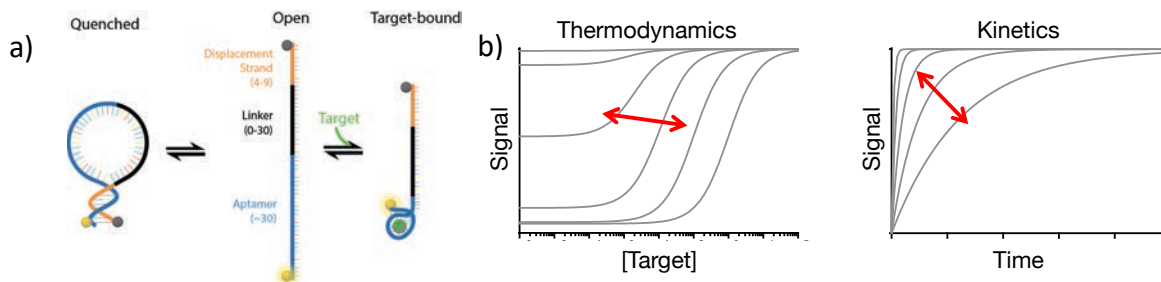 a)
Quenched
Open
Target-bound
Displacement
Strand
(4-9)
Linker
(0-30)
Target
Aptamer
(~30)
b)
Thermodynamics
Signal
[Target]
Kinetics
Signal
Time